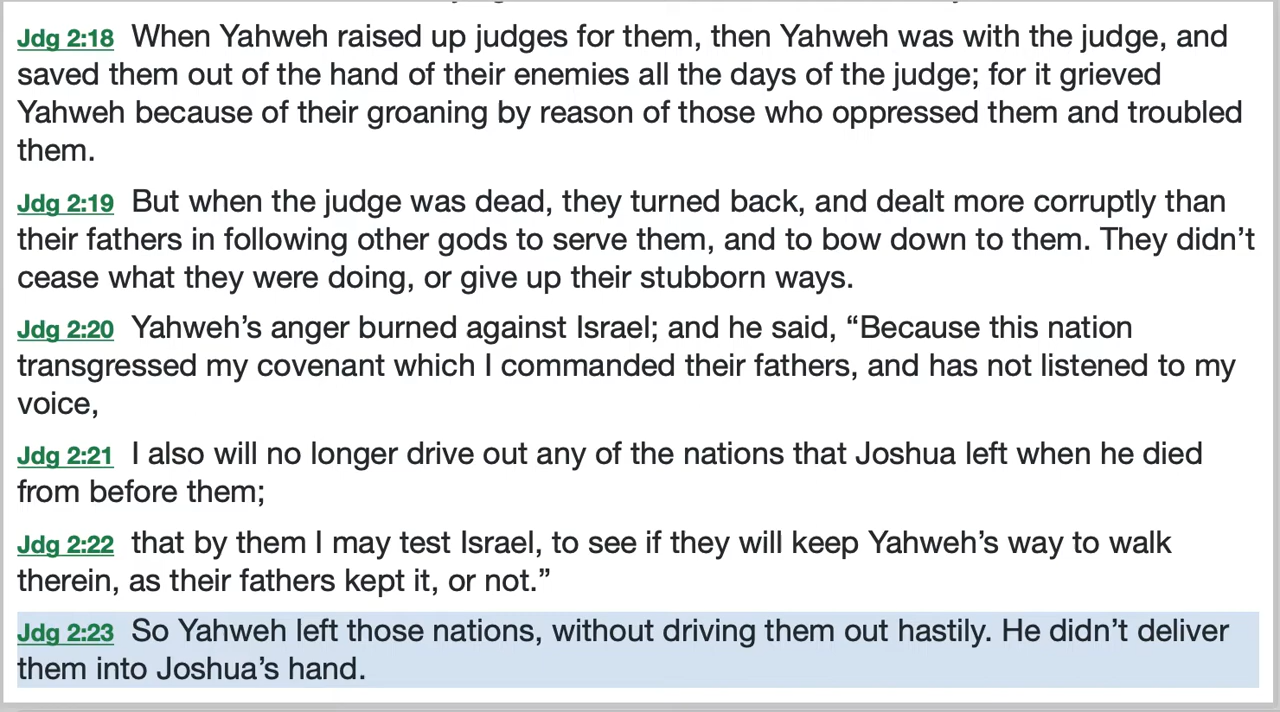 Jdg 2:18 When Yahweh raised up judges for them, then Yahweh was with the judge, and
saved them out of the hand of their enemies all the days of the judge; for it grieved
Yahweh because of their groaning by reason of those who oppressed them and troubled
them.
Jdg 2:19 But when the judge was dead, they turned back, and dealt more corruptly than
their fathers in following other gods to serve them, and to bow down to them. They didn’t
cease what they were doing, or give up their stubborn ways.
Jdg 2:20 Yahweh’s anger burned against Israel; and he said, “Because this nation
transgressed my covenant which I commanded their fathers, and has not listened to my
voice,
Jdg 2:21 I also will no longer drive out any of the nations that Joshua left when he died
from before them;
Jdg 2:22 that by them I may test Israel, to see if they will keep Yahweh’s way to walk
therein, as their fathers kept it, or not.”
Jdg 2:23 So Yahweh left those nations, without driving them out hastily. He didn’t deliver
them into Joshua’s hand.